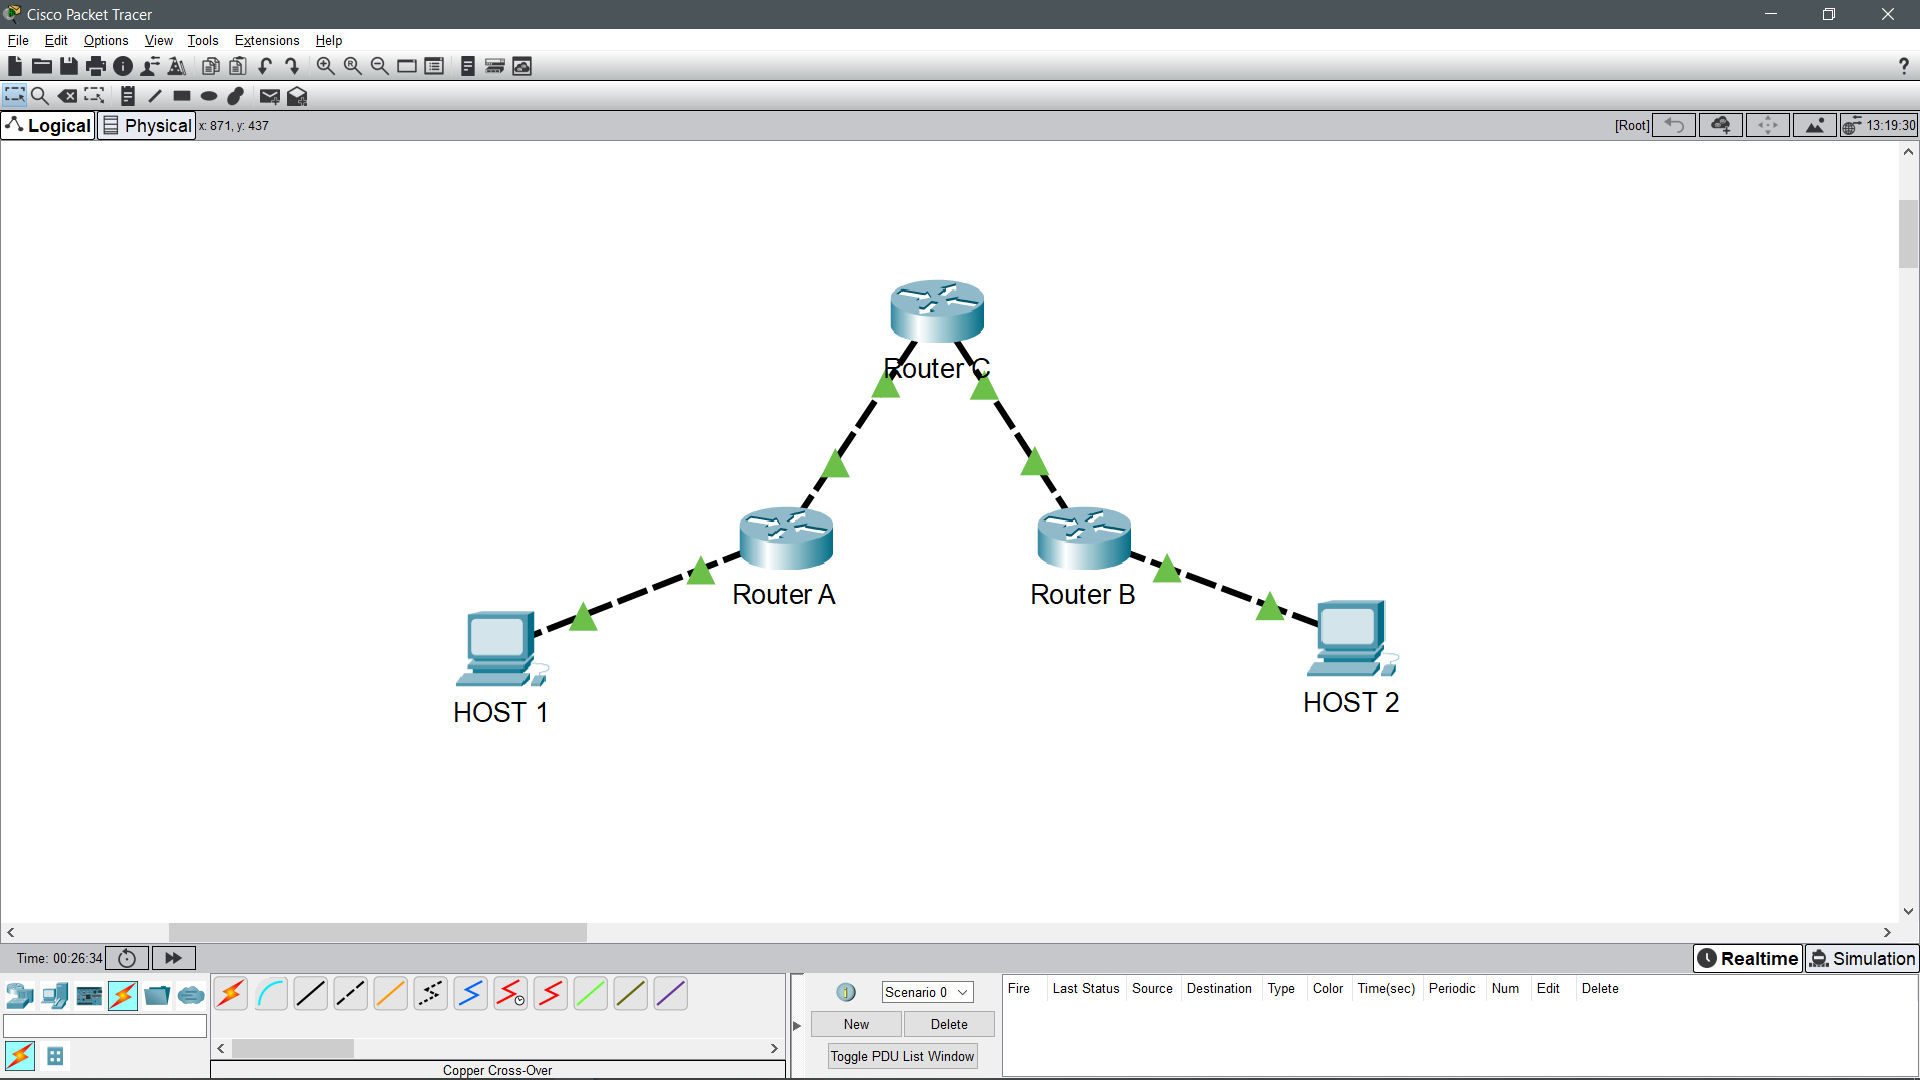 Cisco Packet Tracer
File Edit Options View Tools Extensions Help
?
Logical Physical x: 871, y: 437 [Root] 13:19:30
Router C
Router A Router B
HOST 1 HOST 2
Time: 00:26:34 Realtime Simulation
Scenario 0
New Delete
Toggle PDU List Window
Fire Last Status Source Destination Type Color Time(sec) Periodic Num Edit Delete
Copper Cross-Over